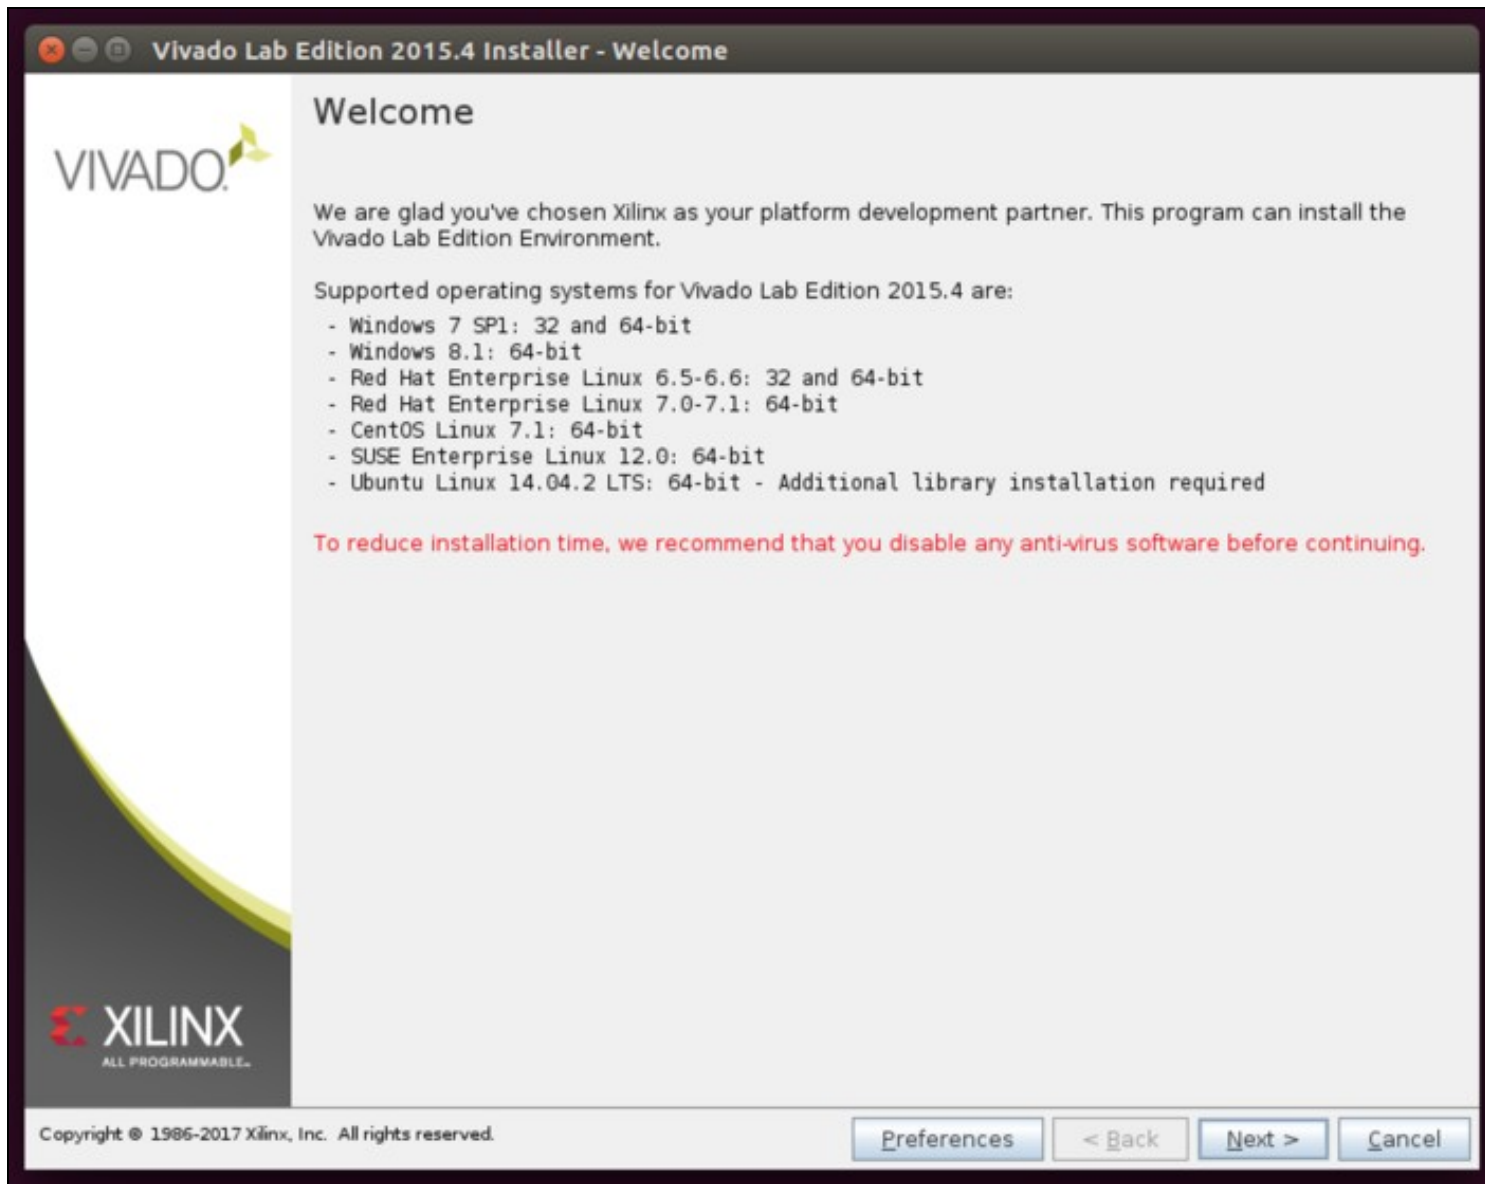 Vivado Lab Edition 2015.4 Installer - Welcome
VIVADO.
Welcome
We are glad you've chosen Xilinx as your platform development partner. This program can install the
Vivado Lab Edition Environment.
Supported operating systems for Vivado Lab Edition 2015.4 are:
- Windows 7 SP1: 32 and 64-bit
- Windows 8.1: 64-bit
- Red Hat Enterprise Linux 6.5-6.6: 32 and 64-bit
- Red Hat Enterprise Linux 7.0-7.1: 64-bit
- CentOS Linux 7.1: 64-bit
- SUSE Enterprise Linux 12.0: 64-bit
- Ubuntu Linux 14.04.2 LTS: 64-bit - Additional library installation required
To reduce installation time, we recommend that you disable any anti-virus software before continuing.
XILINX
ALL PROGRAMMABLE™
Copyright © 1986-2017 Xilinx, Inc. All rights reserved.
Preferences < Back Next > Cancel